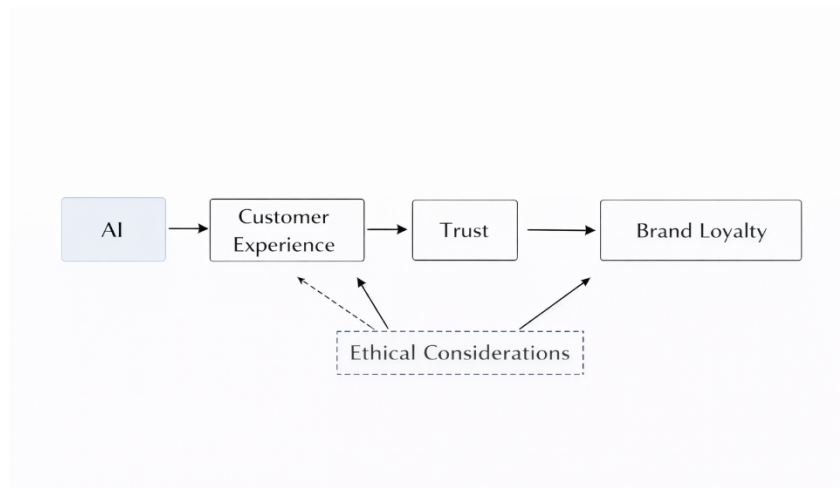 AI
Customer
Experience
Trust
Brand Loyalty
Ethical Considerations